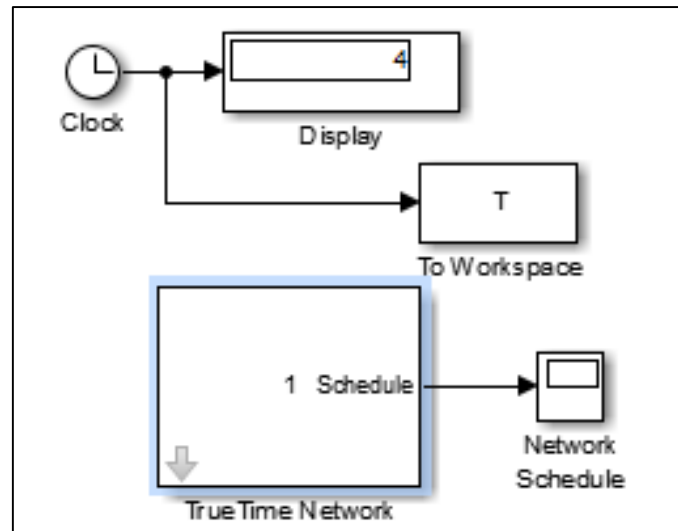 4
Clock
Display
T
To Workspace
1 Schedule
Network
Schedule
TrueTime Network